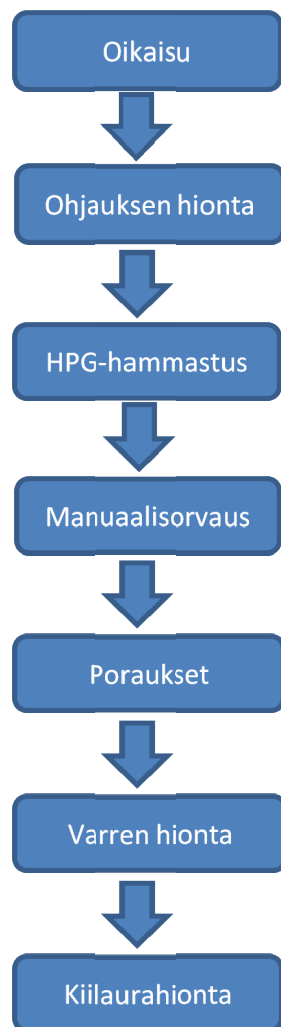 Oikaisu
Ohjauksen hionta
HPG-hammastus
Manuaalisorvaus
Poraukset
Varren hionta
Kiilaurahionta